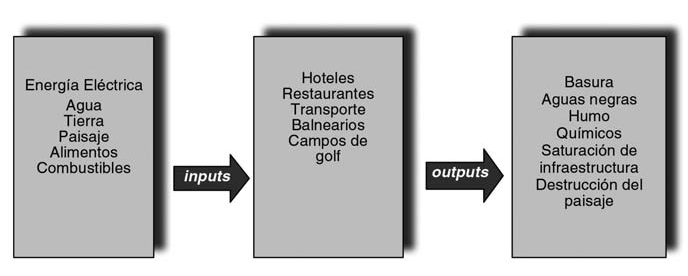 Energía Eléctrica
Agua
Tierra
Paisaje
Alimentos
Combustibles
inputs
Hoteles
Restaurantes
Transporte
Balnearios
Campos de
golf
outputs
Basura
Aguas negras
Humo
Químicos
Saturación de
infraestructura
Destrucción del
paisaje